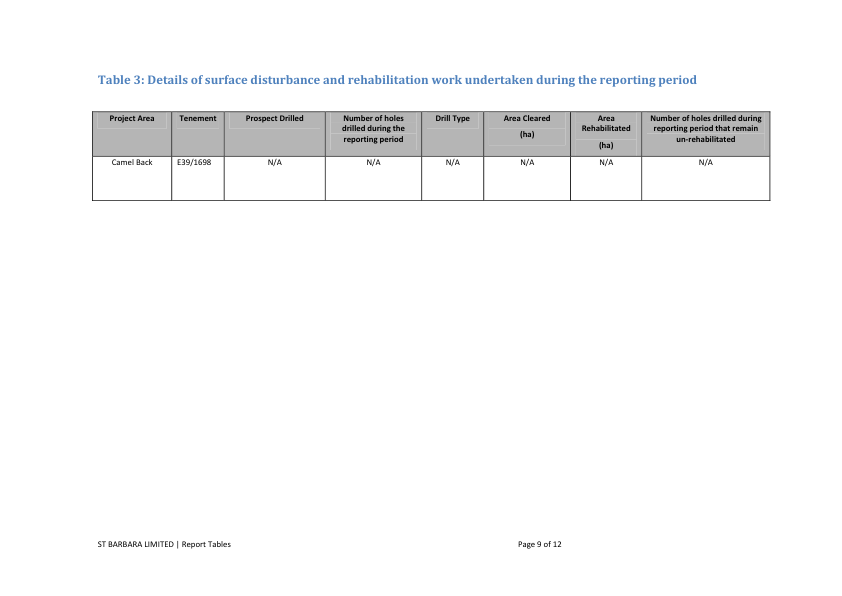 Table 3: Details of surface disturbance and rehabilitation work undertaken during the reporting period
Project Area Tenement Prospect Drilled Number of holes drilled during the reporting period Drill Type Area Cleared (ha) Area Rehabilitated (ha) Number of holes drilled during reporting period that remain un-rehabilitated
Camel Back E39/1698 N/A N/A N/A N/A N/A N/A
ST BARBARA LIMITED | Report Tables Page 9 of 12